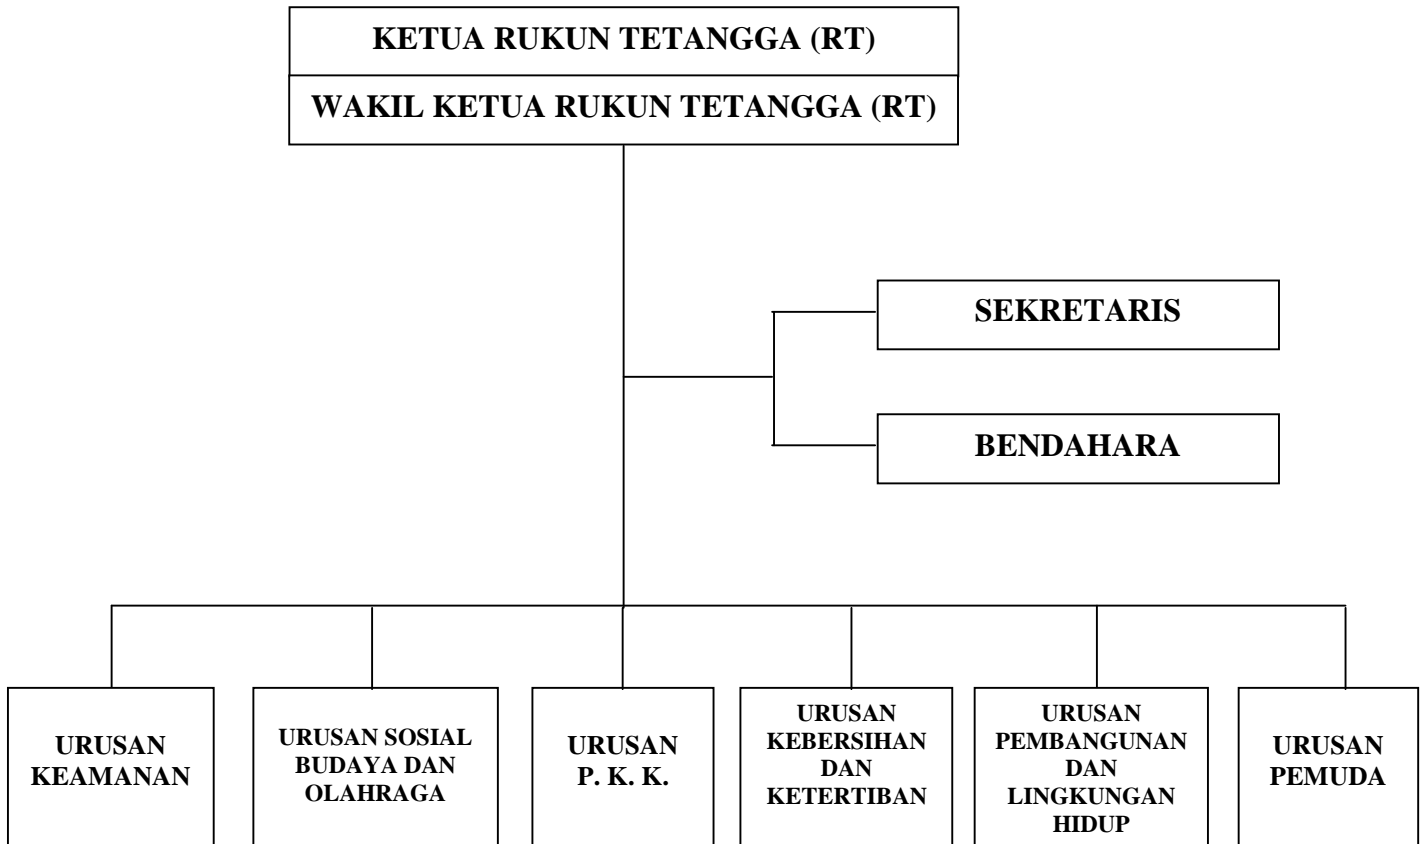 KETUA RUKUN TETANGGA (RT)
WAKIL KETUA RUKUN TETANGGA (RT)
SEKRETARIS
BENDAHARA
URUSAN
KEAMANAN
URUSAN SOSIAL
BUDAYA DAN
OLAHRAGA
URUSAN
P. K. K.
URUSAN
KEBERSIHAN
DAN
KETERTIBAN
URUSAN
PEMBANGUNAN
DAN
LINGKUNGAN
HIDUP
URUSAN
PEMUDA